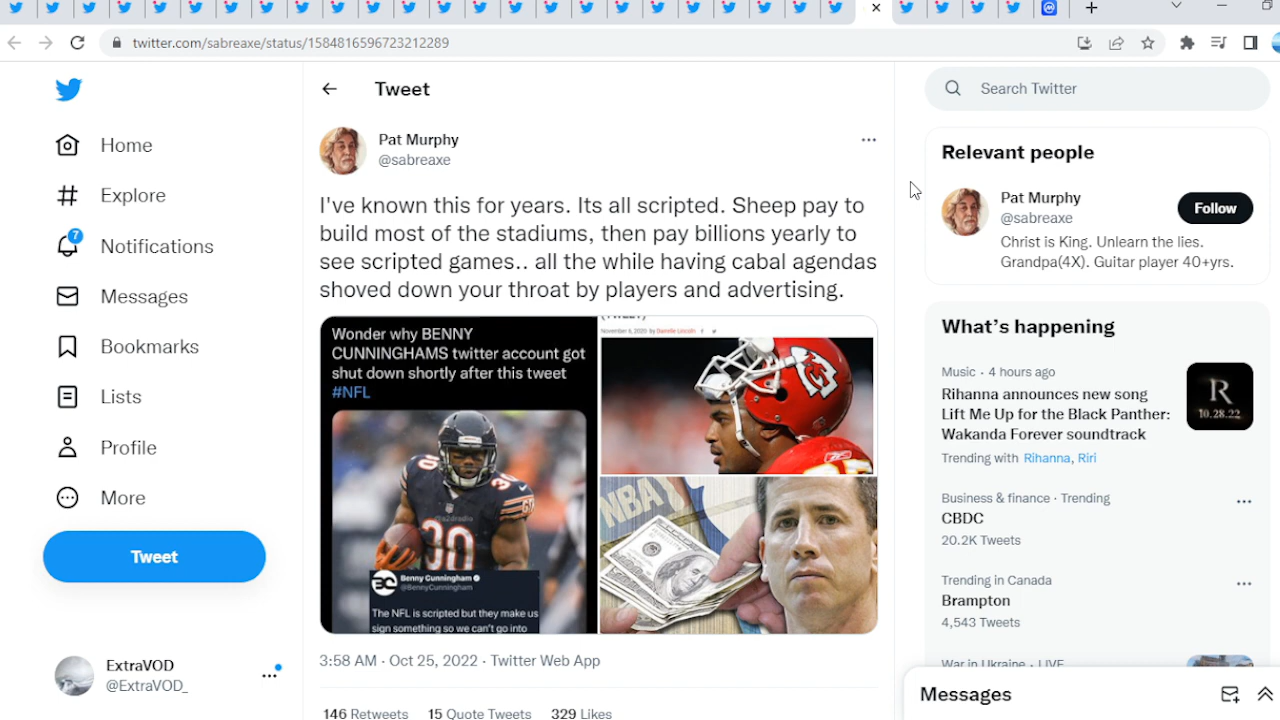 twitter.com/sabreaxe/status/1584816596723212289
Home
Explore
7
Notifications
Messages
Bookmarks
Lists
Profile
More
Tweet
ExtraVOD
@ExtraVOD_
Tweet
Pat Murphy
@sabreaxe
I've known this for years. Its all scripted. Sheep pay to
build most of the stadiums, then pay billions yearly to
see scripted games.. all the while having cabal agendas
shoved down your throat by players and advertising.
Wonder why BENNY
CUNNINGHAMS twitter account got
shut down shortly after this tweet
#NFL
30
30
Benny Cunningham
@BennyCunningham
The NFL is scripted but they make us
sign something so we can't go into
November 6, 2020 by Danielle Lincoln
NBA
3:58 AM · Oct 25, 2022 · Twitter Web App
146 Retweets 15 Quote Tweets 329 Likes
Search Twitter
Relevant people
Pat Murphy
@sabreaxe
Follow
Christ is King. Unlearn the lies.
Grandpa(4X). Guitar player 40+yrs.
What's happening
Music · 4 hours ago
Rihanna announces new song
Lift Me Up for the Black Panther:
Wakanda Forever soundtrack
Trending with Rihanna, Riri
R
10.28.22
Business & finance · Trending
CBDC
20.2K Tweets
Trending in Canada
Brampton
4,543 Tweets
War in Ukraine · LIVE
Messages